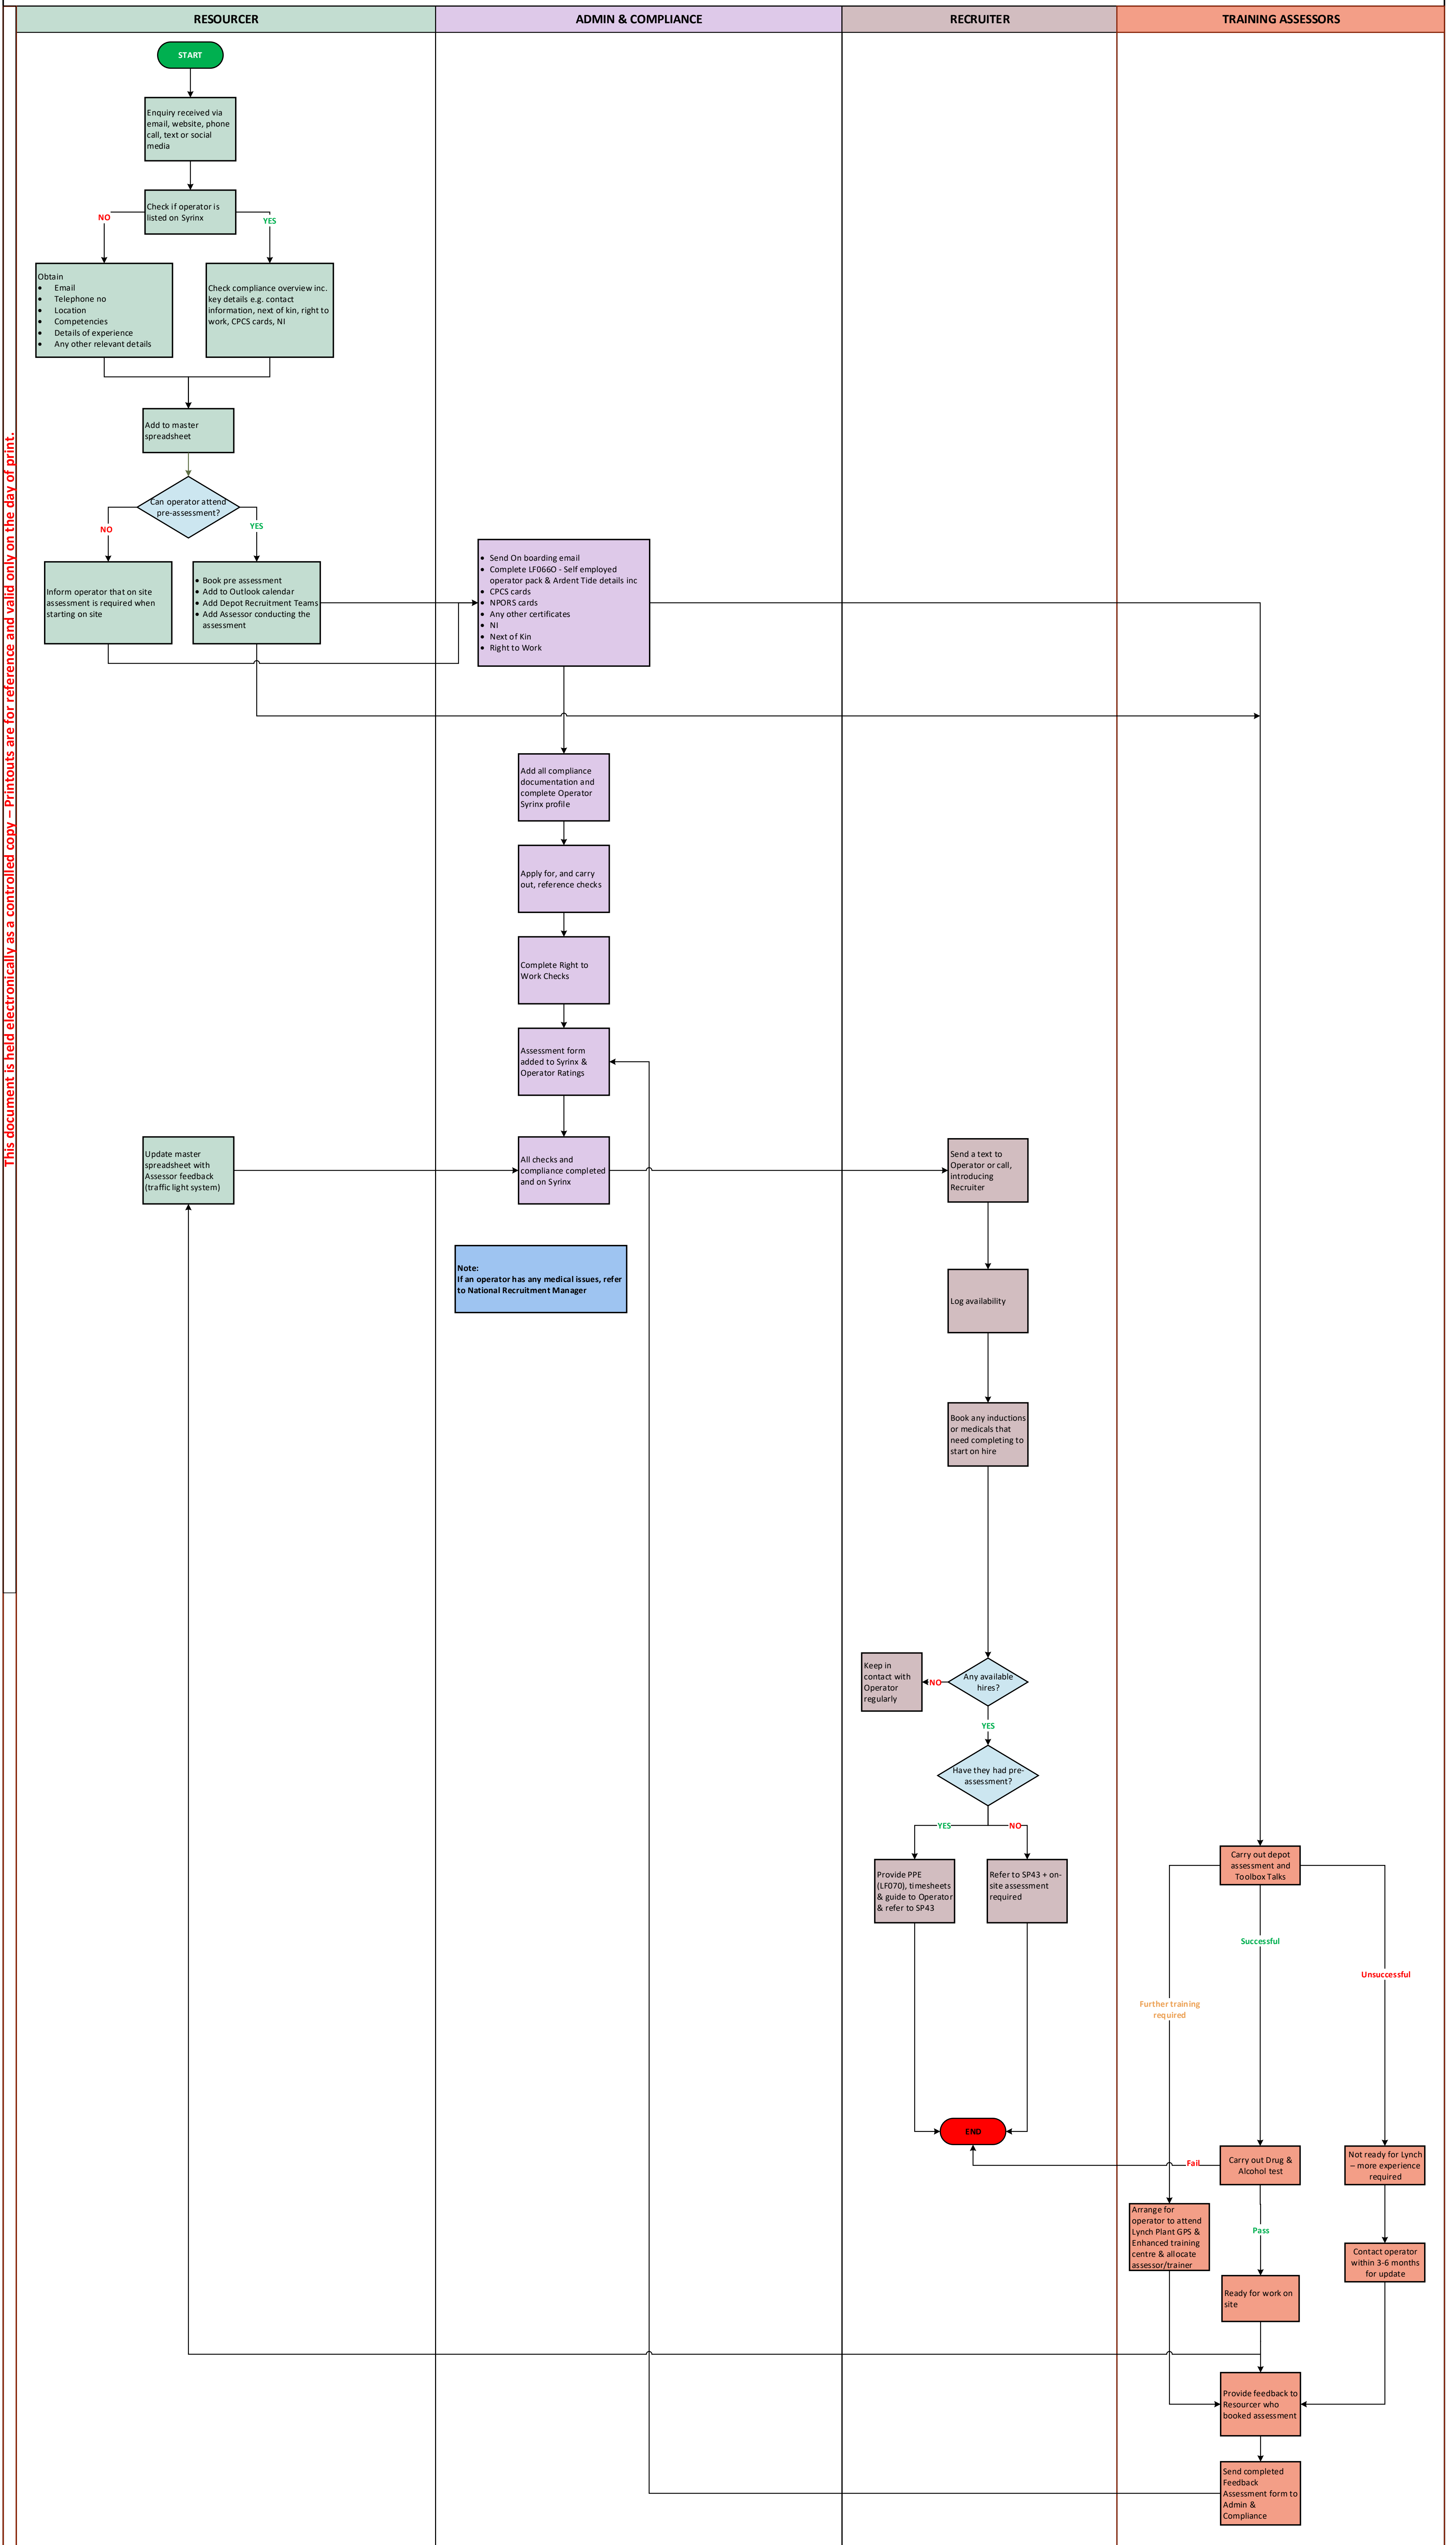 RESOURCER
ADMIN & COMPLIANCE
RECRUITER
TRAINING ASSESSORS
This document is held electronically as a controlled copy – Printouts are for reference and valid only on the day of print.
START
Enquiry received via
email, website, phone
call, text or social
media
Check if operator is
listed on Syrinx
NO
YES
Obtain
• Email
• Telephone no
• Location
• Competencies
• Details of experience
• Any other relevant details
Check compliance overview inc.
key details e.g. contact
information, next of kin, right to
work, CPCS cards, NI
Add to master
spreadsheet
Can operator attend
pre-assessment?
NO
YES
Inform operator that on site
assessment is required when
starting on site
• Book pre assessment
• Add to Outlook calendar
• Add Depot Recruitment Teams
• Add Assessor conducting the
assessment
• Send On boarding email
• Complete LF066O - Self employed
operator pack & Ardent Tide details inc
• CPCS cards
• NPORS cards
• Any other certificates
• NI
• Next of Kin
• Right to Work
Add all compliance
documentation and
complete Operator
Syrinx profile
Apply for, and carry
out, reference checks
Complete Right to
Work Checks
Assessment form
added to Syrinx &
Operator Ratings
Update master
spreadsheet with
Assessor feedback
(traffic light system)
All checks and
compliance completed
and on Syrinx
Send a text to
Operator or call,
introducing
Recruiter
Note:
If an operator has any medical issues, refer
to National Recruitment Manager
Log availability
Book any inductions
or medicals that
need completing to
start on hire
Keep in
contact with
Operator
regularly
NO
Any available
hires?
YES
Have they had pre-
assessment?
YES
NO
Provide PPE
(LF070), timesheets
& guide to Operator
& refer to SP43
Refer to SP43 + on-
site assessment
required
Carry out depot
assessment and
Toolbox Talks
Successful
Unsuccessful
Further training
required
END
Fail
Carry out Drug &
Alcohol test
Not ready for Lynch
– more experience
required
Arrange for
operator to attend
Lynch Plant GPS &
Enhanced training
centre & allocate
assessor/trainer
Pass
Contact operator
within 3-6 months
for update
Ready for work on
site
Provide feedback to
Resourcer who
booked assessment
Send completed
Feedback
Assessment form to
Admin &
Compliance